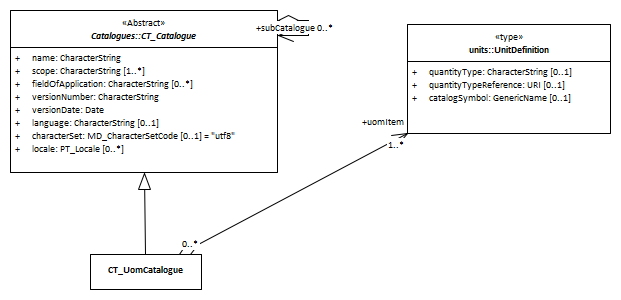 «Abstract»
Catalogues::CT_Catalogue
+ name: CharacterString
+ scope: CharacterString [1..*]
+ fieldOfApplication: CharacterString [0..*]
+ versionNumber: CharacterString
+ versionDate: Date
+ language: CharacterString [0..1]
+ characterSet: MD_CharacterSetCode [0..1] = "utf8"
+ locale: PT_Locale [0..*]
+subCatalogue 0..*
«type»
units::UnitDefinition
+ quantityType: CharacterString [0..1]
+ quantityTypeReference: URI [0..1]
+ catalogSymbol: GenericName [0..1]
+uomItem
1..*
0..*
CT_UomCatalogue